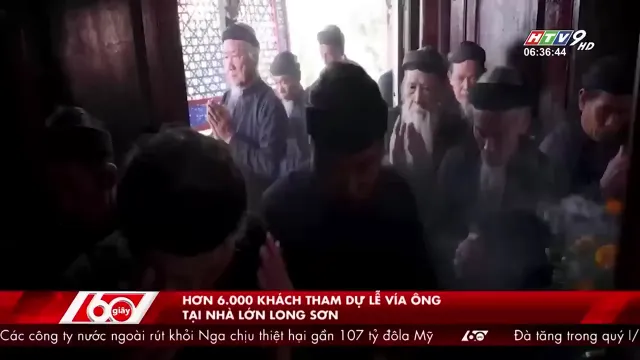 HTV9 HD
06:36:44
60 giây
HƠN 6.000 KHÁCH THAM DỰ LỄ VÍA ÔNG
TẠI NHÀ LỚN LONG SƠN
Các công ty nước ngoài rút khỏi Nga chịu thiệt hại gần 107 tỷ đôla Mỹ 60 Đà tăng trong quý I/